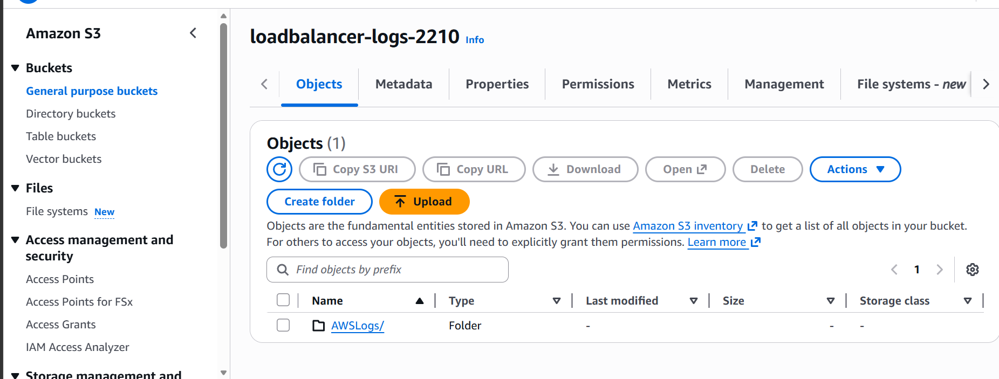 Amazon S3
Buckets
General purpose buckets
Directory buckets
Table buckets
Vector buckets
Files
File systems New
Access management and
security
Access Points
Access Points for FSx
Access Grants
IAM Access Analyzer
Storage management and
loadbalancer-logs-2210 Info
Objects Metadata Properties Permissions Metrics Management File systems - new
Objects (1)
Copy S3 URI Copy URL Download Open Delete Actions
Create folder Upload
Objects are the fundamental entities stored in Amazon S3. You can use Amazon S3 inventory to get a list of all objects in your bucket.
For others to access your objects, you'll need to explicitly grant them permissions. Learn more
Find objects by prefix
1
Name Type Last modified Size Storage class
AWSLogs/ Folder - - -